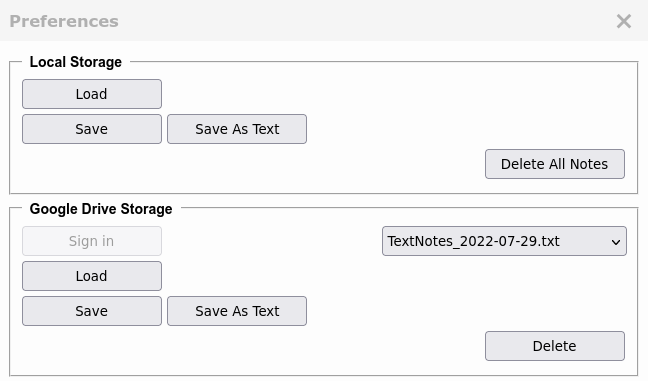 Preferences
Local Storage
Load
Save Save As Text
Delete All Notes
Google Drive Storage
Sign in TextNotes_2022-07-29.txt
Load
Save Save As Text
Delete